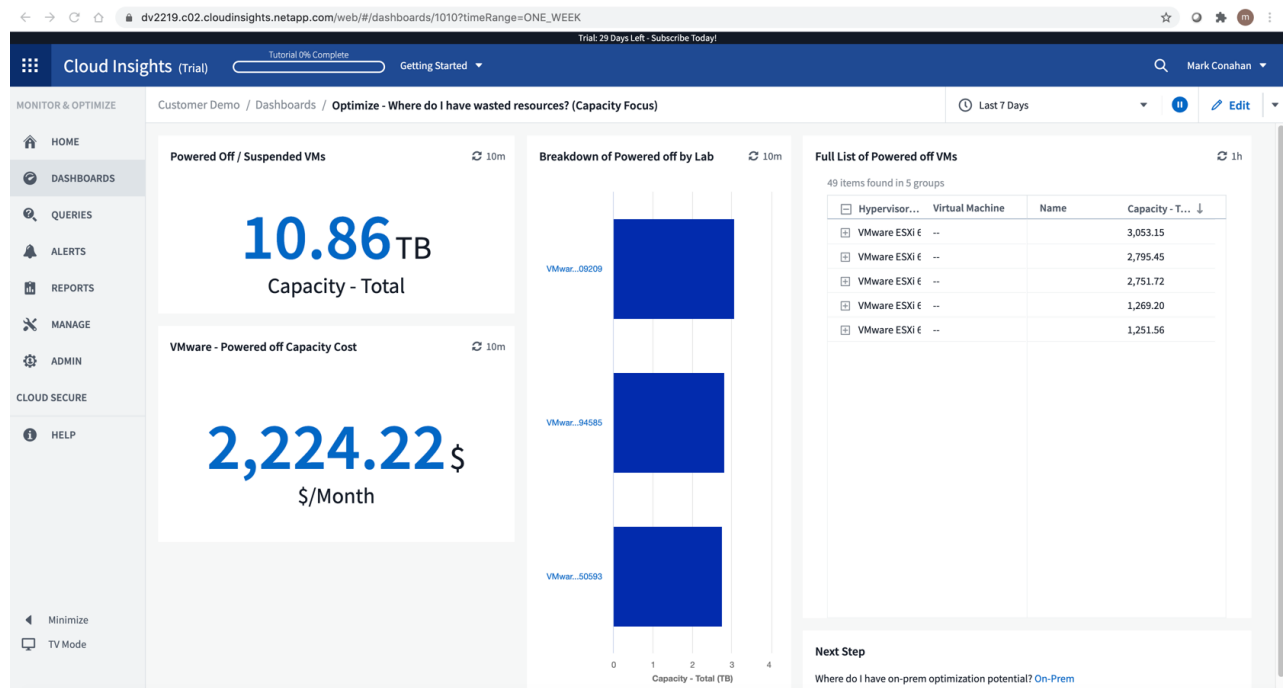 dv2219.c02.cloudinsights.netapp.com/web/#/dashboards/1010?timeRange=ONE_WEEK
m
Trial: 29 Days Left - Subscribe Today!
Cloud Insights (Trial)
Tutorial 0% Complete
Getting Started
Mark Conahan
MONITOR & OPTIMIZE
HOME
DASHBOARDS
QUERIES
ALERTS
REPORTS
MANAGE
ADMIN
CLOUD SECURE
HELP
Minimize
TV Mode
Customer Demo / Dashboards / Optimize - Where do I have wasted resources? (Capacity Focus)
Last 7 Days
Edit
Powered Off / Suspended VMs
10m
10.86 TB
Capacity - Total
VMware - Powered off Capacity Cost
10m
2,224.22 $
$/Month
Breakdown of Powered off by Lab
10m
VMwar...09209
VMwar...94585
VMwar...50593
0 1 2 3 4
Capacity - Total (TB)
Full List of Powered off VMs
1h
49 items found in 5 groups
Hypervisor... Virtual Machine Name Capacity - T... ↓
VMware ESXi 6 -- 3,053.15
VMware ESXi 6 -- 2,795.45
VMware ESXi 6 -- 2,751.72
VMware ESXi 6 -- 1,269.20
VMware ESXi 6 -- 1,251.56
Next Step
Where do I have on-prem optimization potential? On-Prem